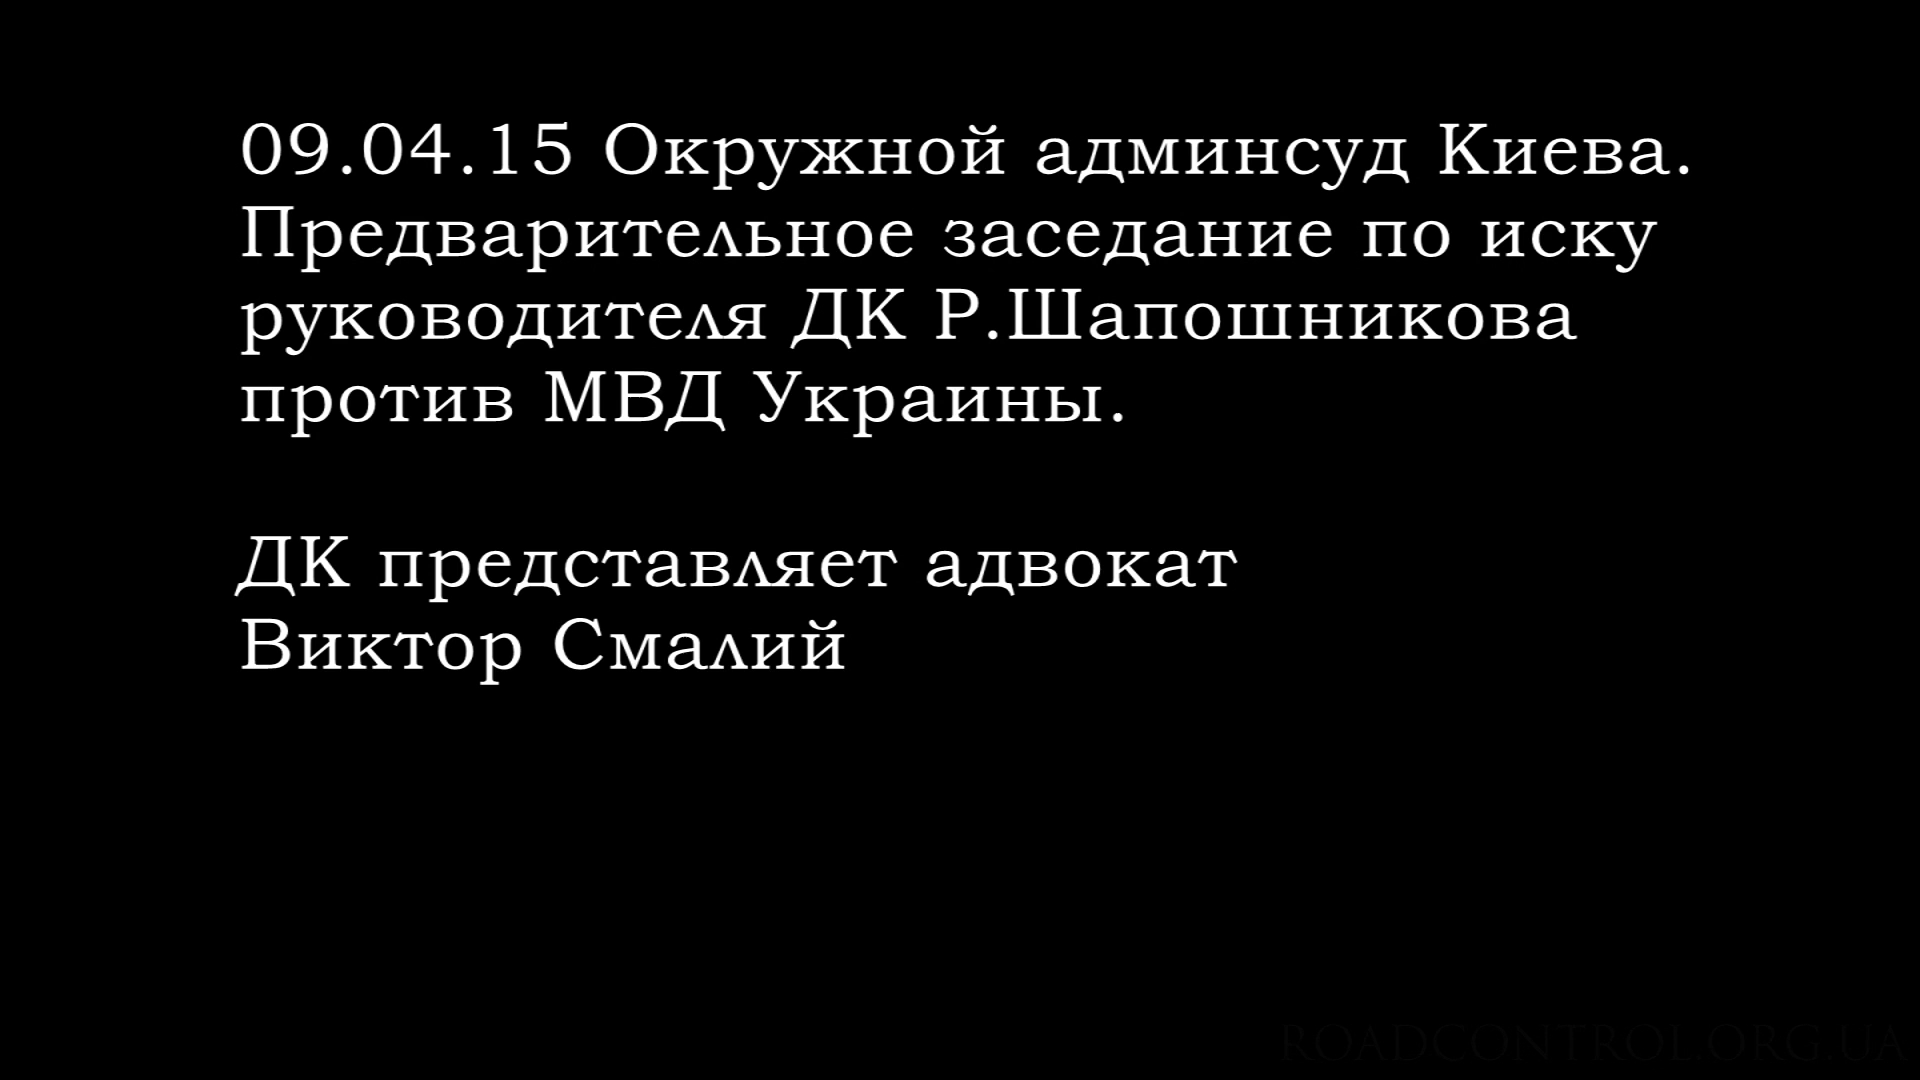 09.04.15 Окружной админсуд Киева.
Предварительное заседание по иску
руководителя ДК Р.Шапошникова
против МВД Украины.
ДК представляет адвокат
Виктор Смалий
ROADCONTROL.ORG.UA